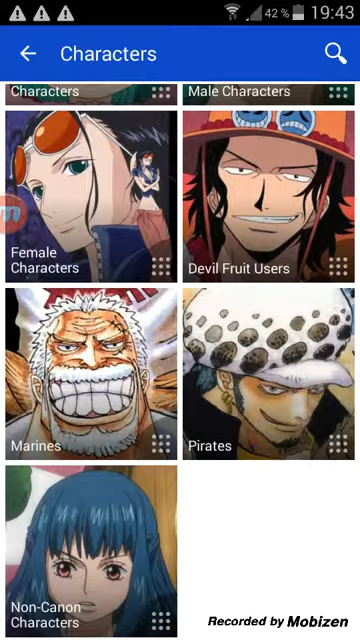 42 % 19:43
Characters
Characters
Male Characters
Female
Characters
Devil Fruit Users
Marines
Pirates
Non-Canon
Characters
Recorded by Mobizen